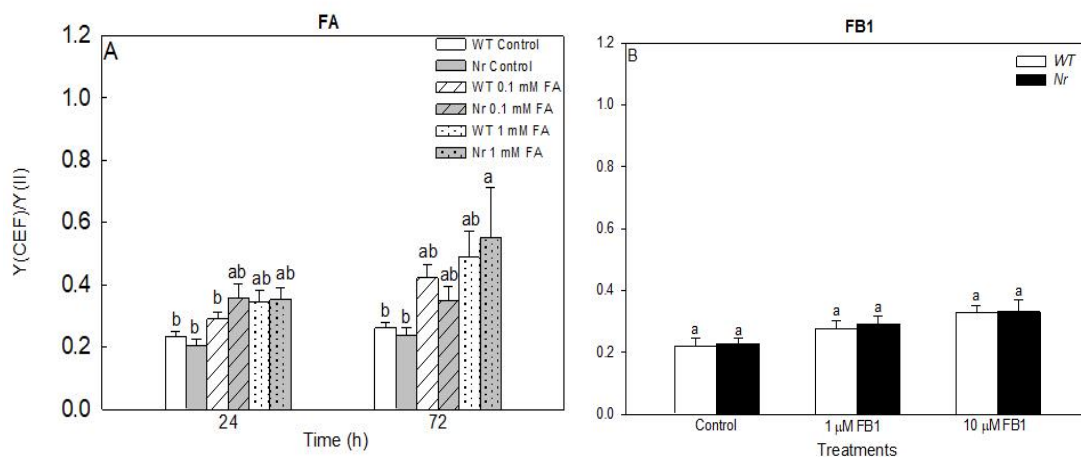 FA
A
1.2
1.0
0.8
0.6
0.4
0.2
0.0
Y(CEF)/Y(II)
WT Control
Nr Control
WT 0.1 mM FA
Nr 0.1 mM FA
WT 1 mM FA
Nr 1 mM FA
b b b ab ab ab
b b ab ab ab a
24 72
Time (h)
FB1
B
1.2
1.0
0.8
0.6
0.4
0.2
0.0
WT
Nr
a a a a a a
Control 1 μM FB1 10 μM FB1
Treatments